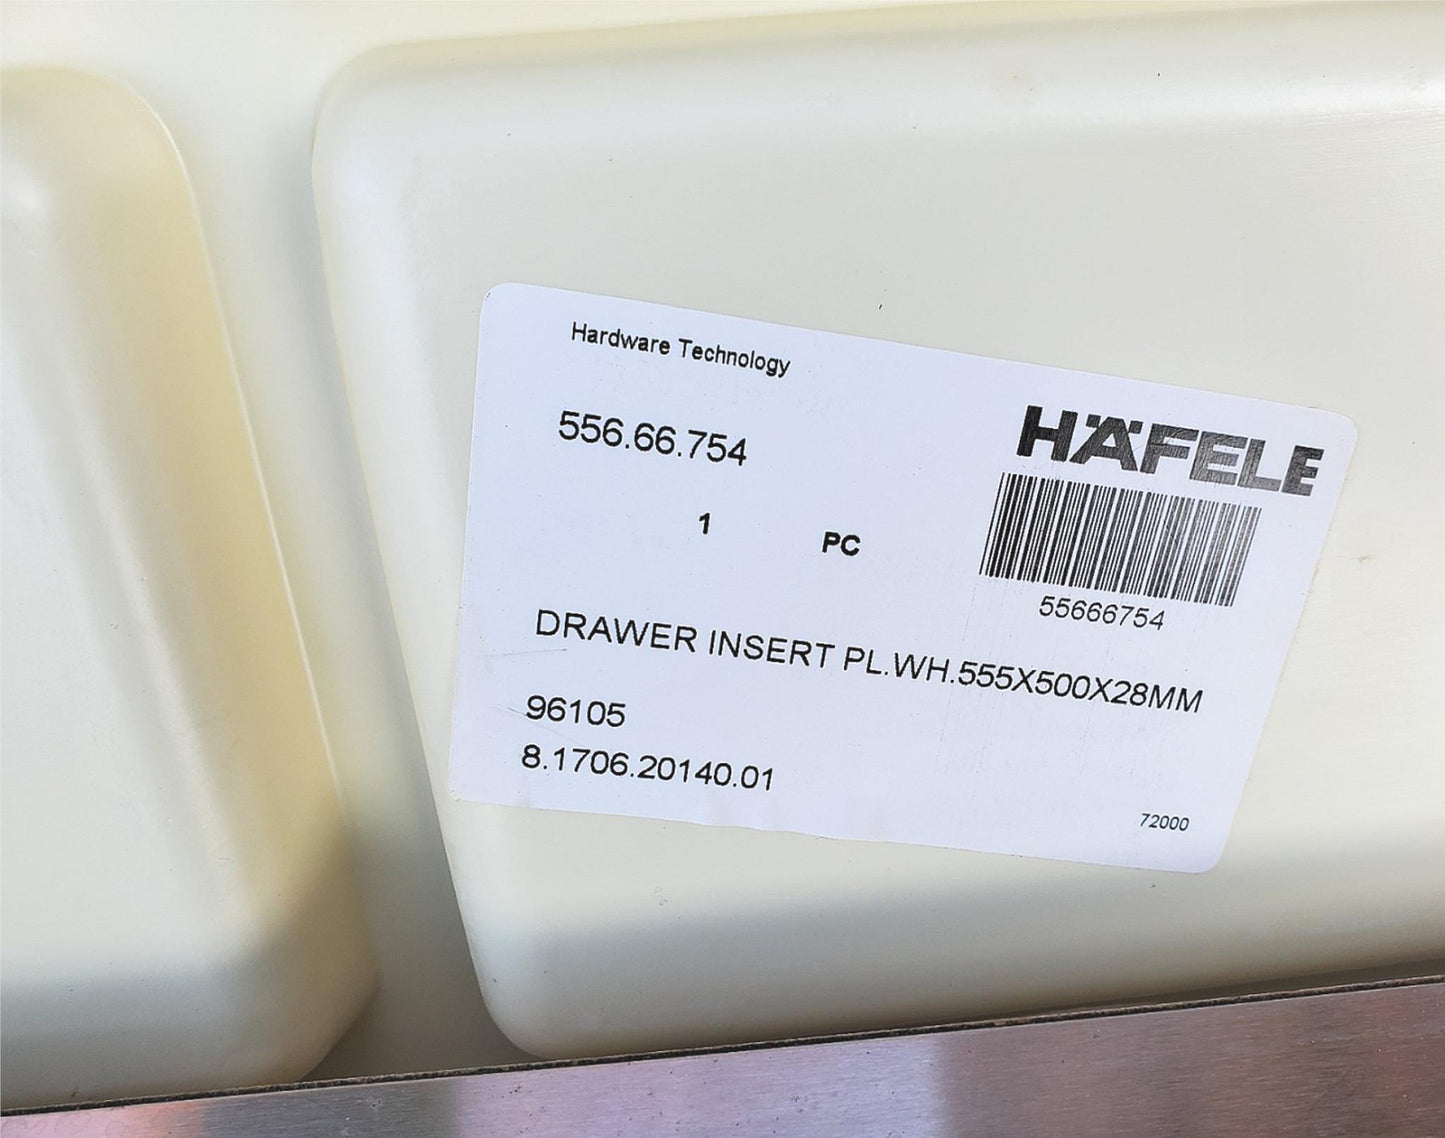 Hardware Technology
HÄFELE
556.66.754
1 PC
55666754
DRAWER INSERT PL.WH.555X500X28MM
96105
8.1706.20140.01
72000